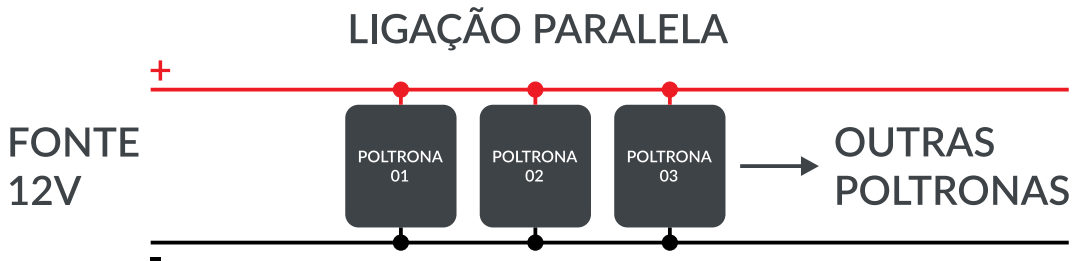 LIGAÇÃO PARALELA
+
FONTE
12V
POLTRONA
01
POLTRONA
02
POLTRONA
03
OUTRAS
POLTRONAS
-